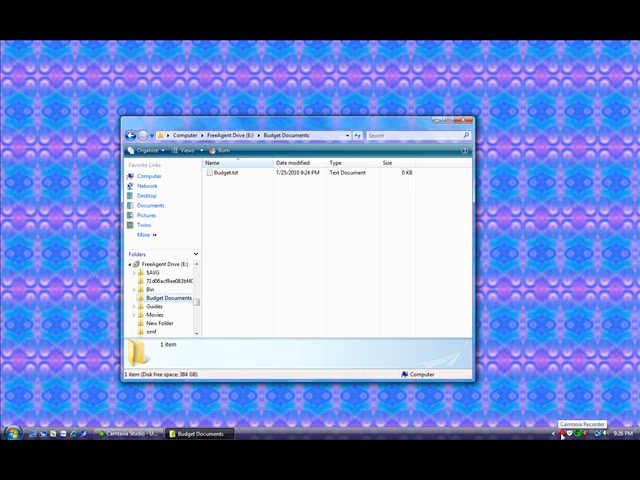 Computer ▸ FreeAgent Drive (E:) ▸ Budget Documents
Search
Organize Views Burn
Favorite Links
Computer
Network
Desktop
Documents
Pictures
Twins
More »
Name Date modified Type Size
Budget.txt 7/25/2010 9:24 PM Text Document 0 KB
Folders
FreeAgent Drive (E:)
$AVG
Bin
Budget Documents
Guides
Movies
New Folder
omf
1 item
1 item (Disk free space: 384 GB) Computer
Camtasia Recorder
Camtasia Studio - U... Budget Documents 9:26 PM